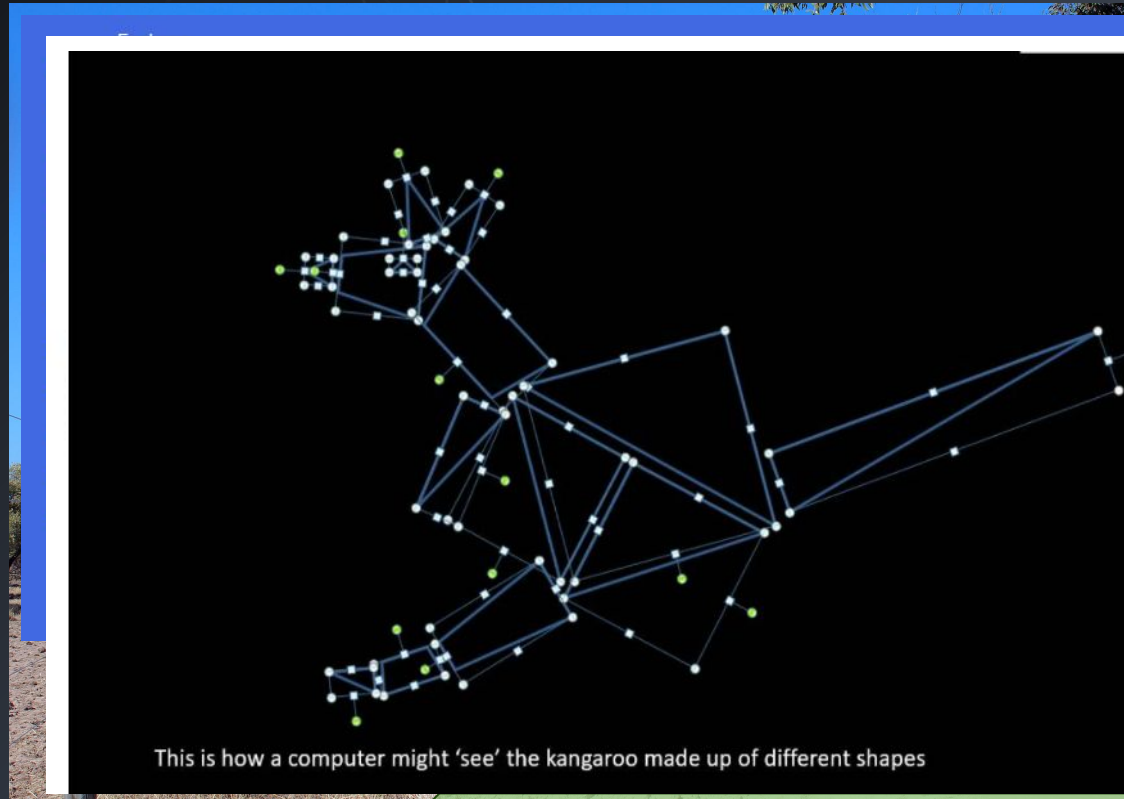 This is how a computer might ‘see’ the kangaroo made up of different shapes